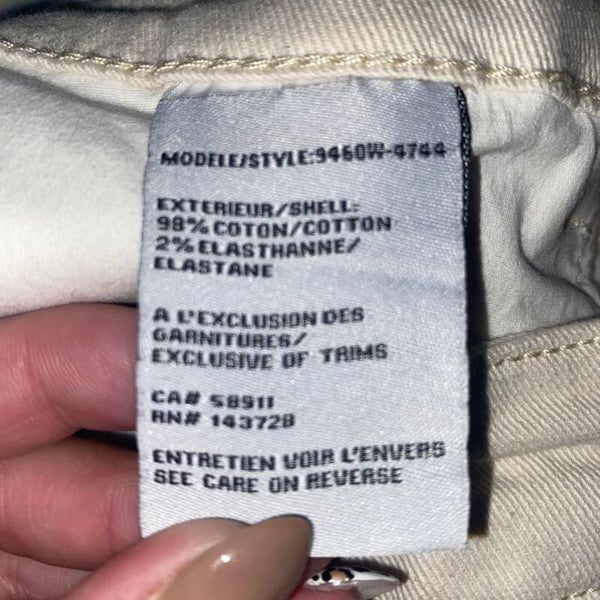 MODELE/STYLE:9460W-4744
EXTERIEUR/SHELL:
98% COTON/COTTON
2% ELASTHANNE/
ELASTANE
A L'EXCLUSION DES
GARNITURES/
EXCLUSIVE OF TRIMS
CA# 58911
RN# 143728
ENTRETIEN VOIR L'ENVERS
SEE CARE ON REVERSE